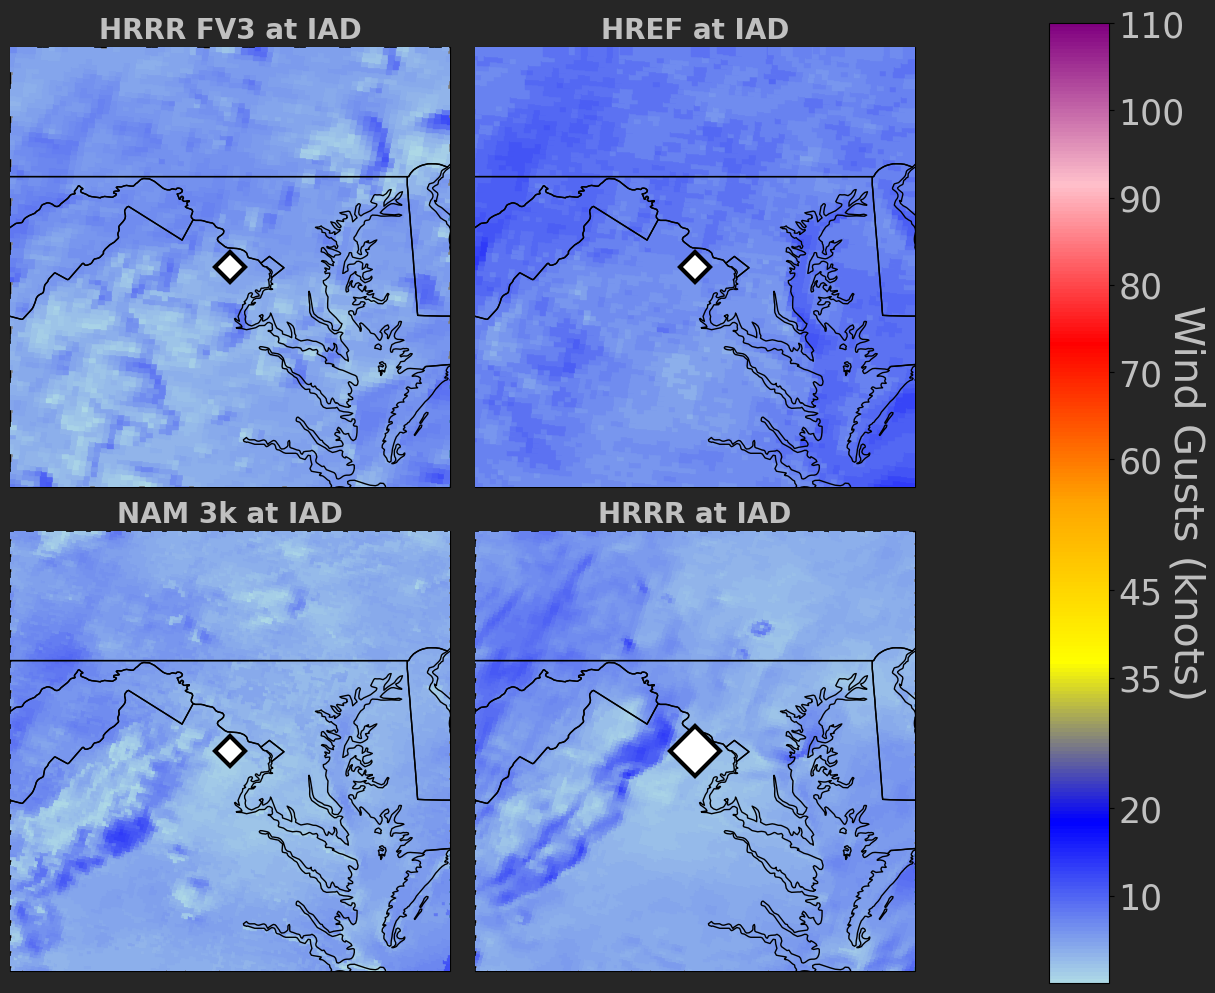 HRRR FV3 at IAD
HREF at IAD
NAM 3k at IAD
HRRR at IAD
110
100
90
80
70
60
45
35
20
10
Wind Gusts (knots)